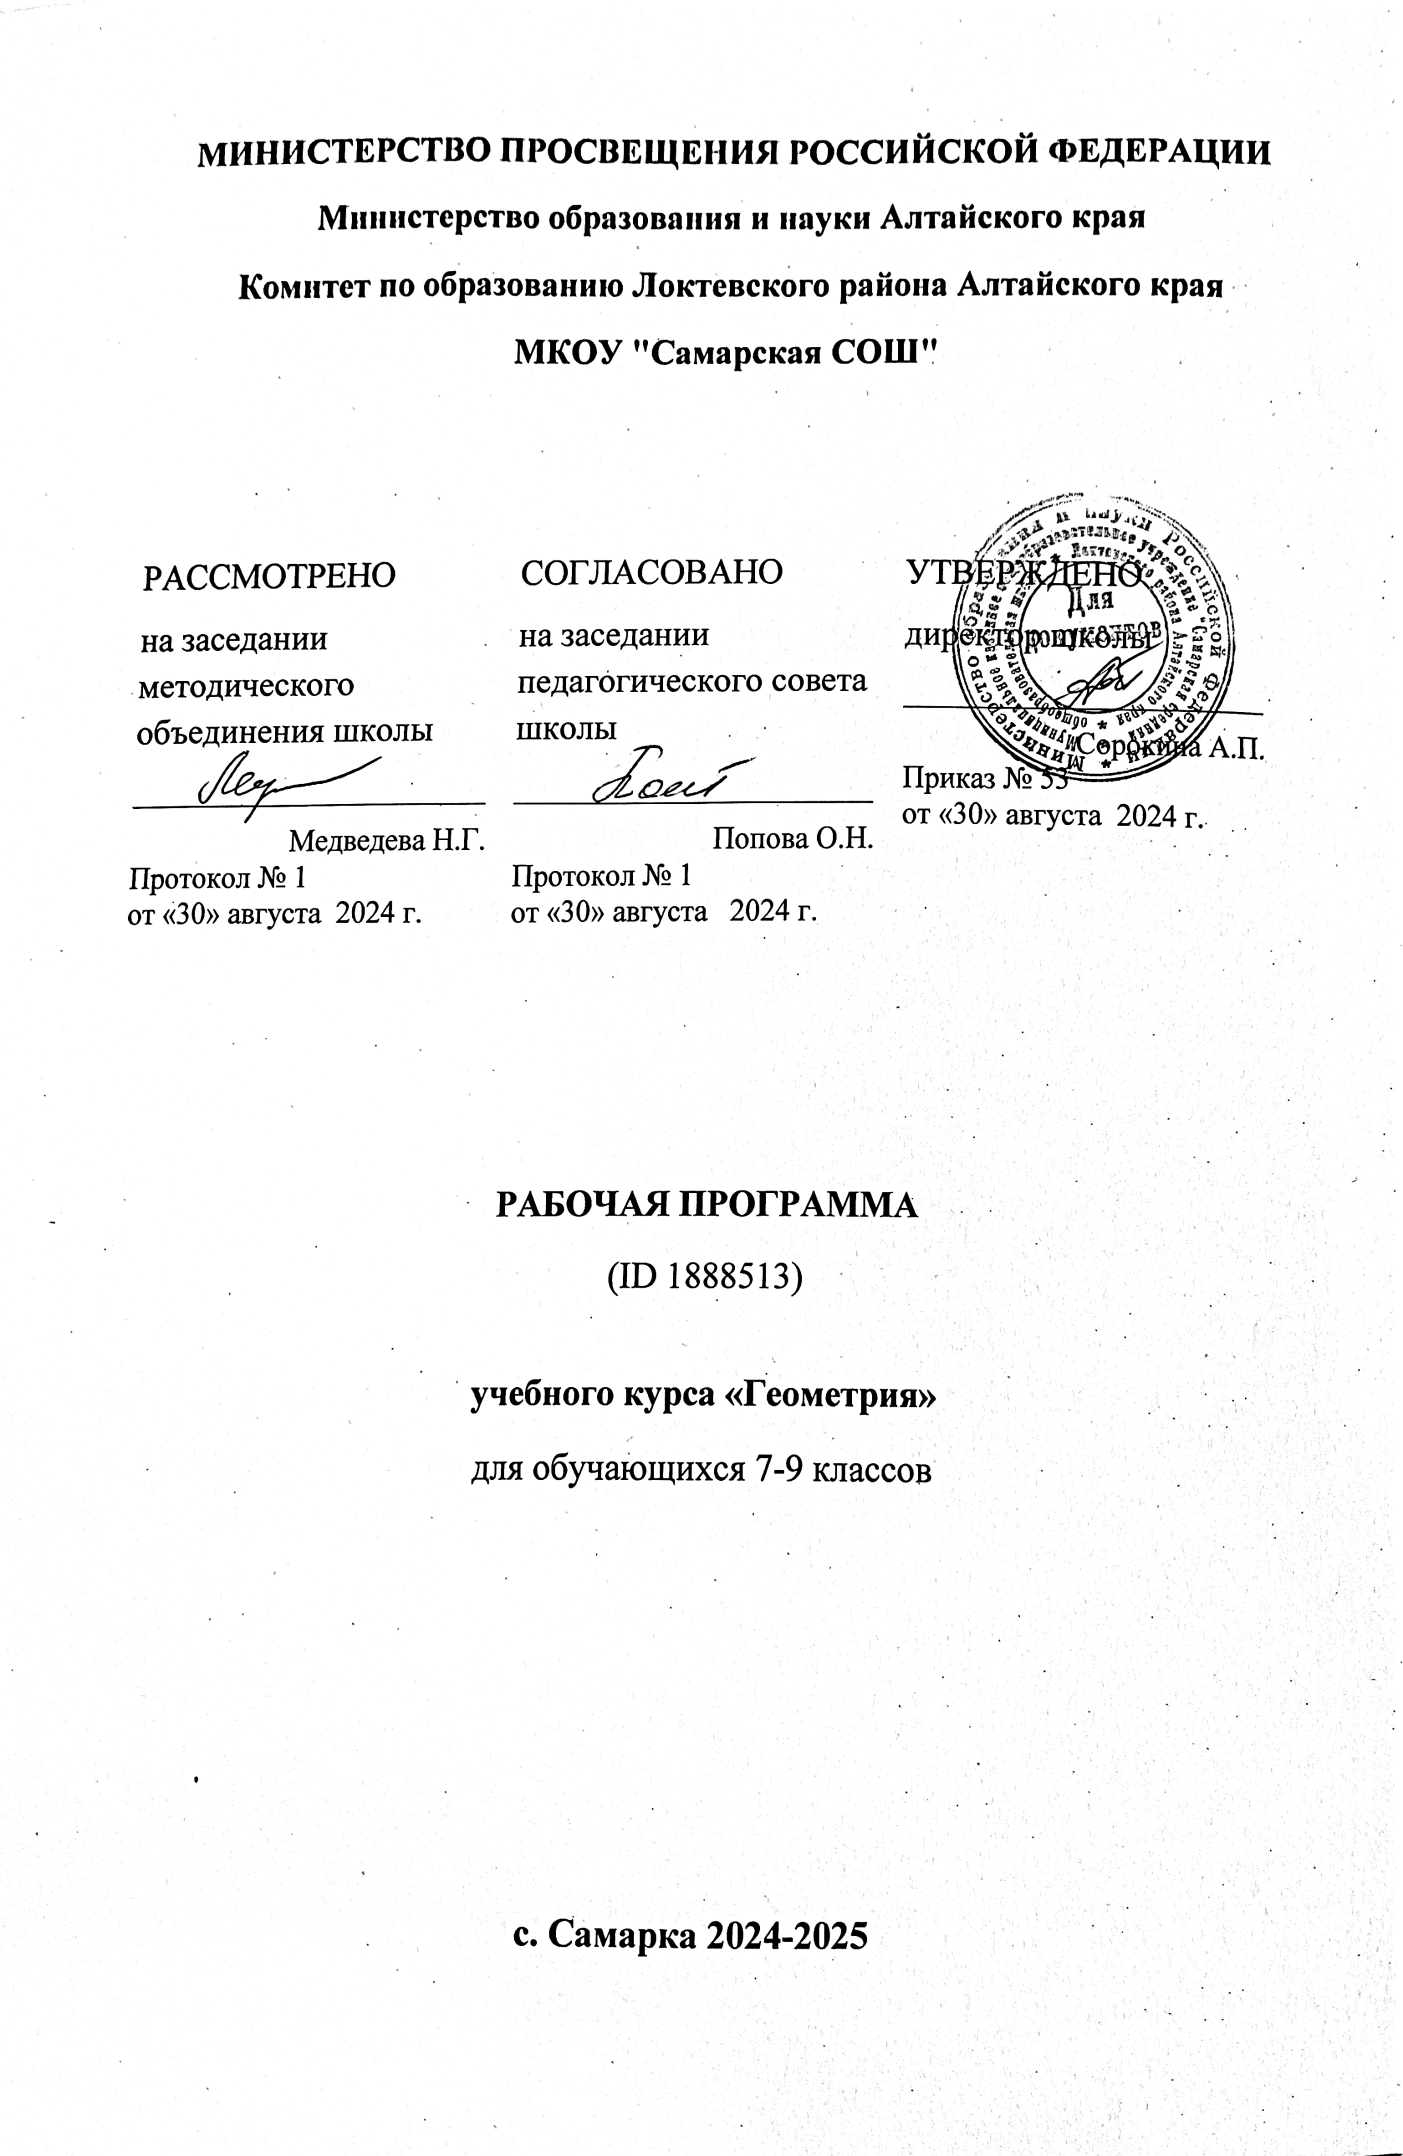 МИНИСТЕРСТВО ПРОСВЕЩЕНИЯ РОССИЙСКОЙ ФЕДЕРАЦИИ
Министерство образования и науки Алтайского края
Комитет по образованию Локтевского района Алтайского края
МКОУ "Самарская СОШ"
РАССМОТРЕНО
на заседании
методического
объединения школы
Медведева Н.Г.
Протокол № 1
от «30» августа 2024 г.
СОГЛАСОВАНО
на заседании
педагогического совета
школы
Попова О.Н.
Протокол № 1
от «30» августа 2024 г.
УТВЕРЖДЕНО
директор школы
Сорокина А.П.
Приказ № 53
от «30» августа 2024 г.
Для
РАБОЧАЯ ПРОГРАММА
(ID 1888513)
учебного курса «Геометрия»
для обучающихся 7-9 классов
с. Самарка 2024-2025